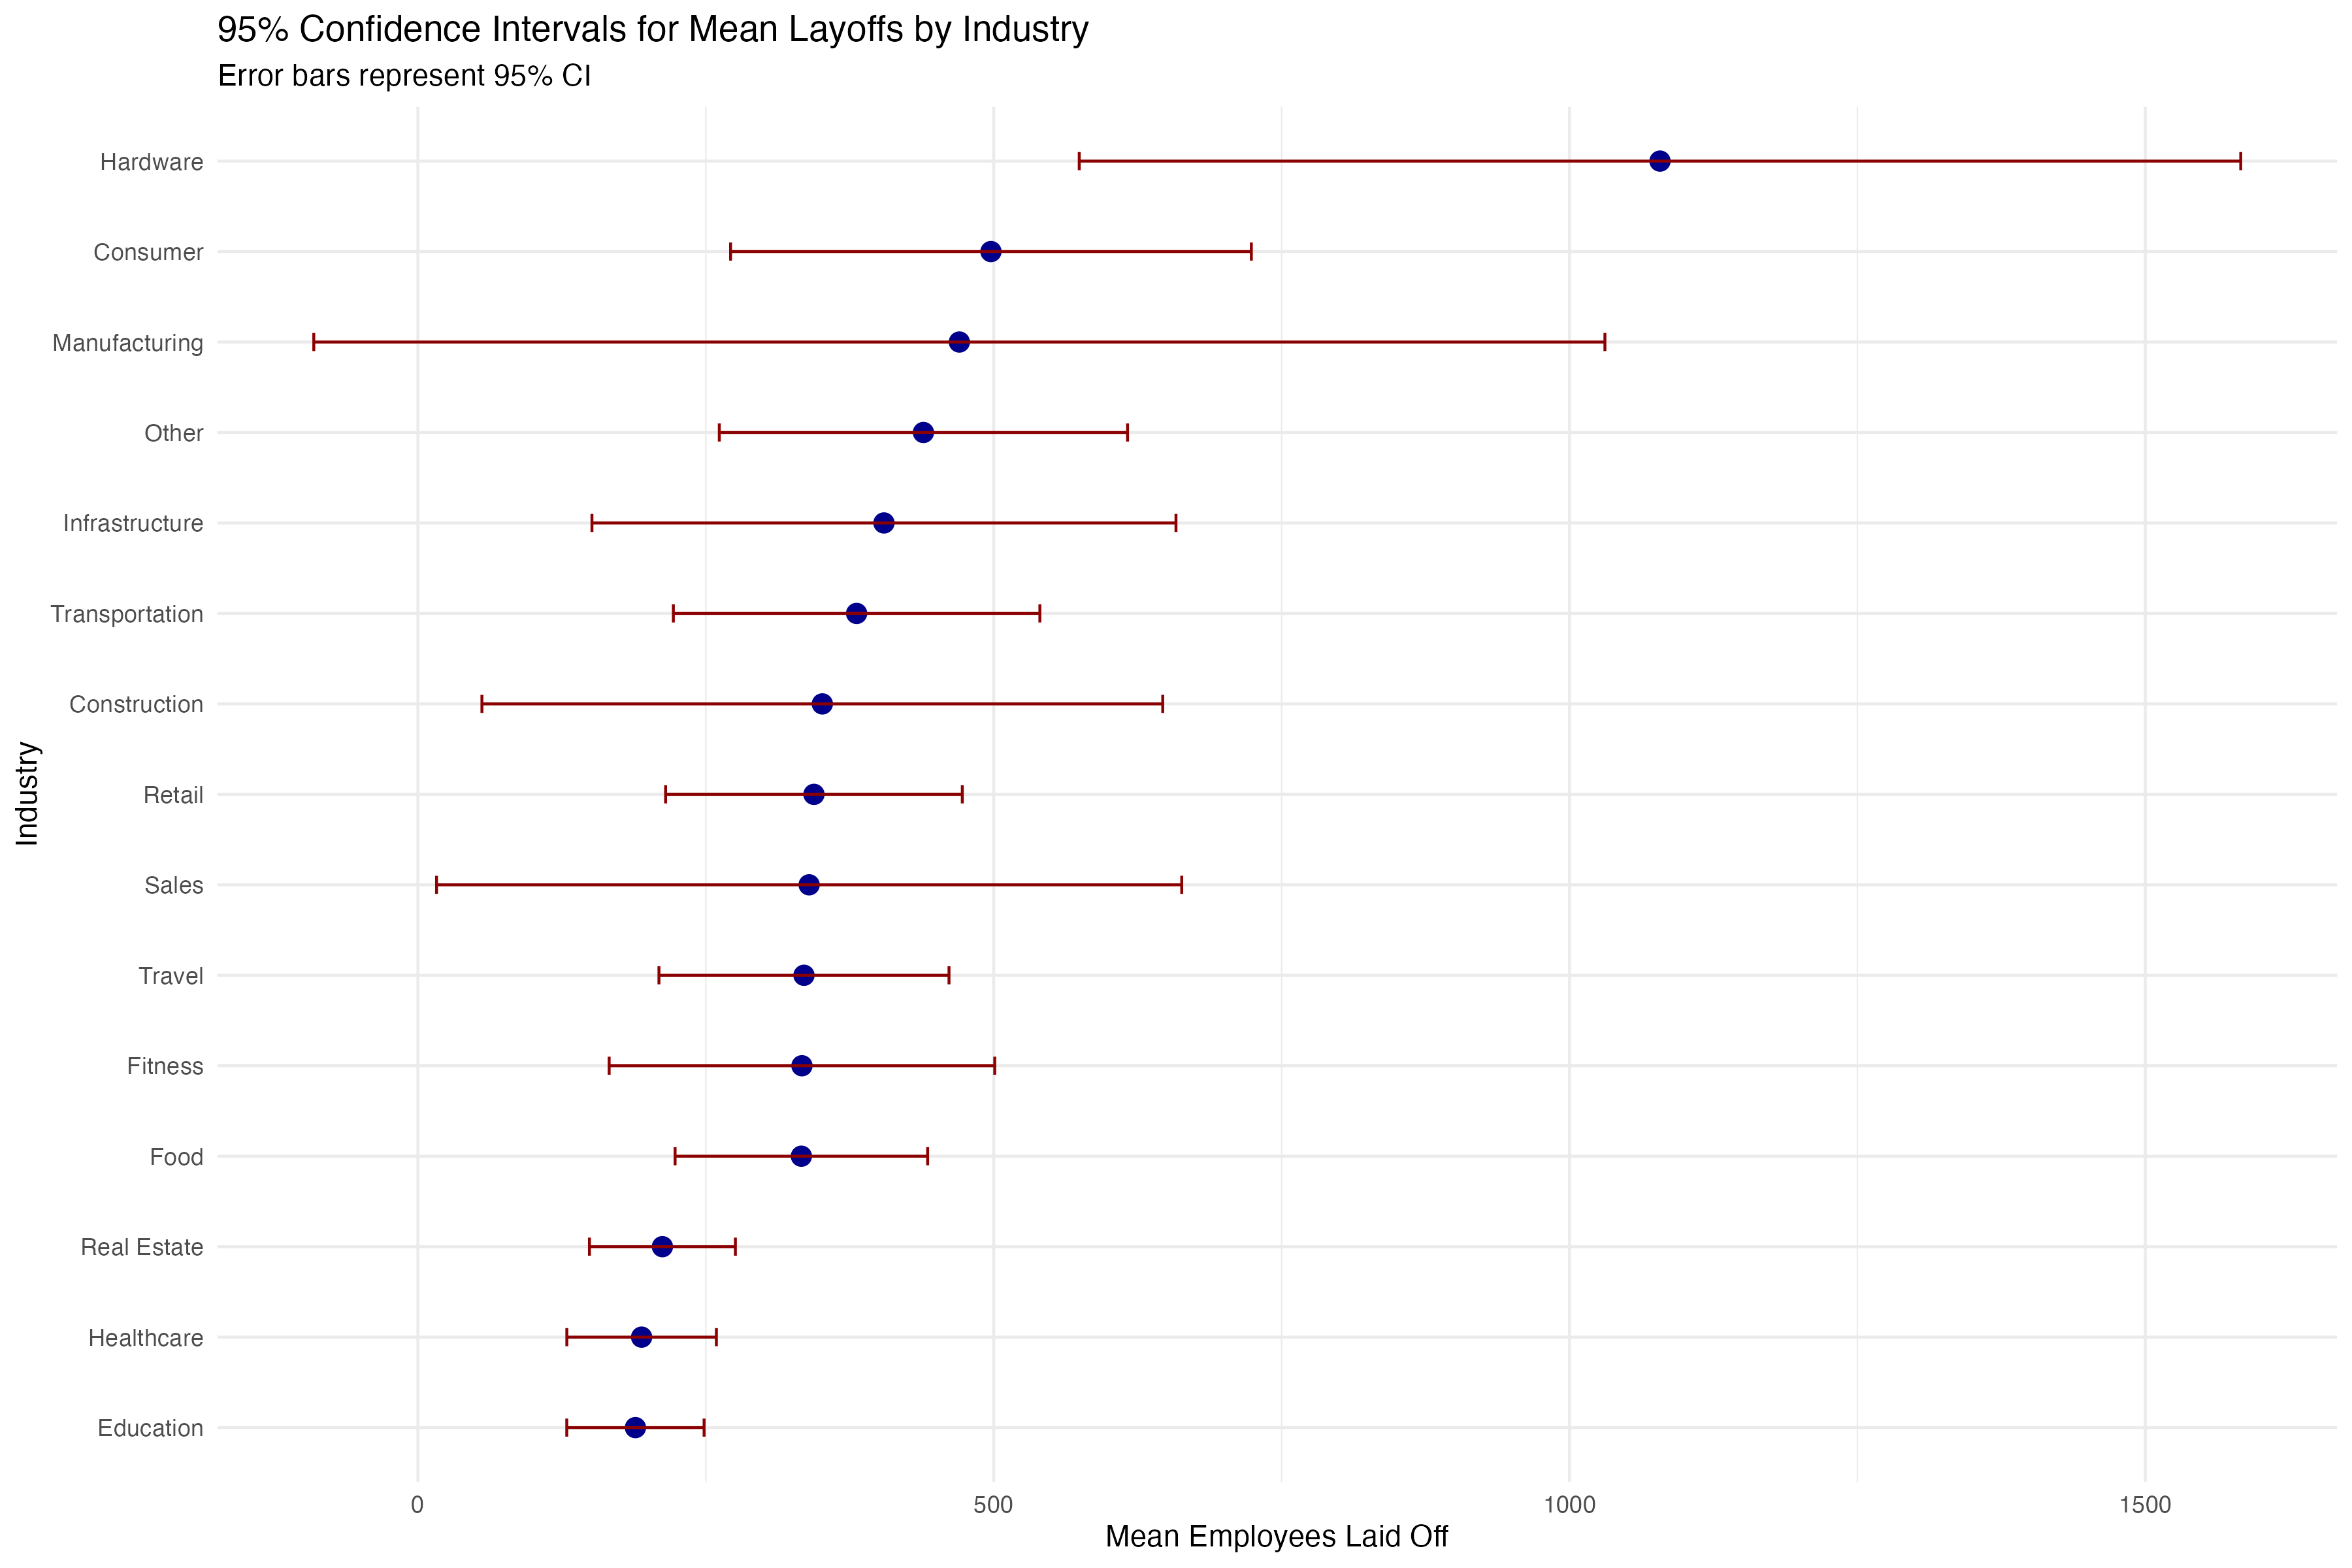 95% Confidence Intervals for Mean Layoffs by Industry
Error bars represent 95% CI
Industry
Hardware
Consumer
Manufacturing
Other
Infrastructure
Transportation
Construction
Retail
Sales
Travel
Fitness
Food
Real Estate
Healthcare
Education
0 500 1000 1500
Mean Employees Laid Off